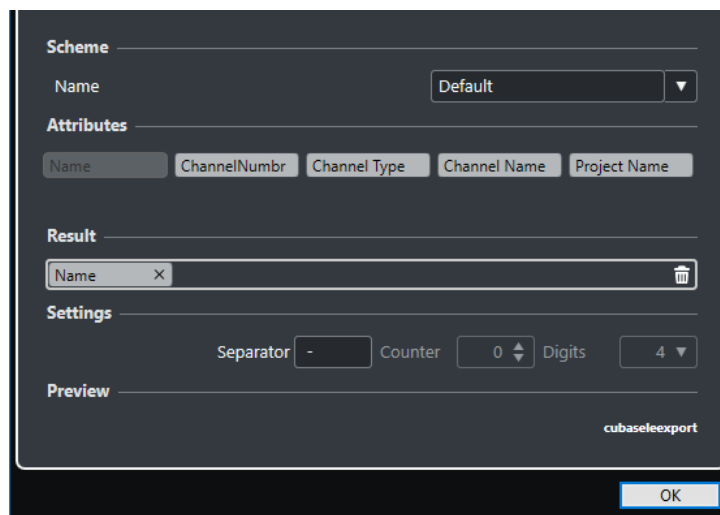 Scheme
Name Default
Attributes
Name ChannelNumbr Channel Type Channel Name Project Name
Result
Name
Settings
Separator - Counter 0 Digits 4
Preview
cubaseleexport
OK